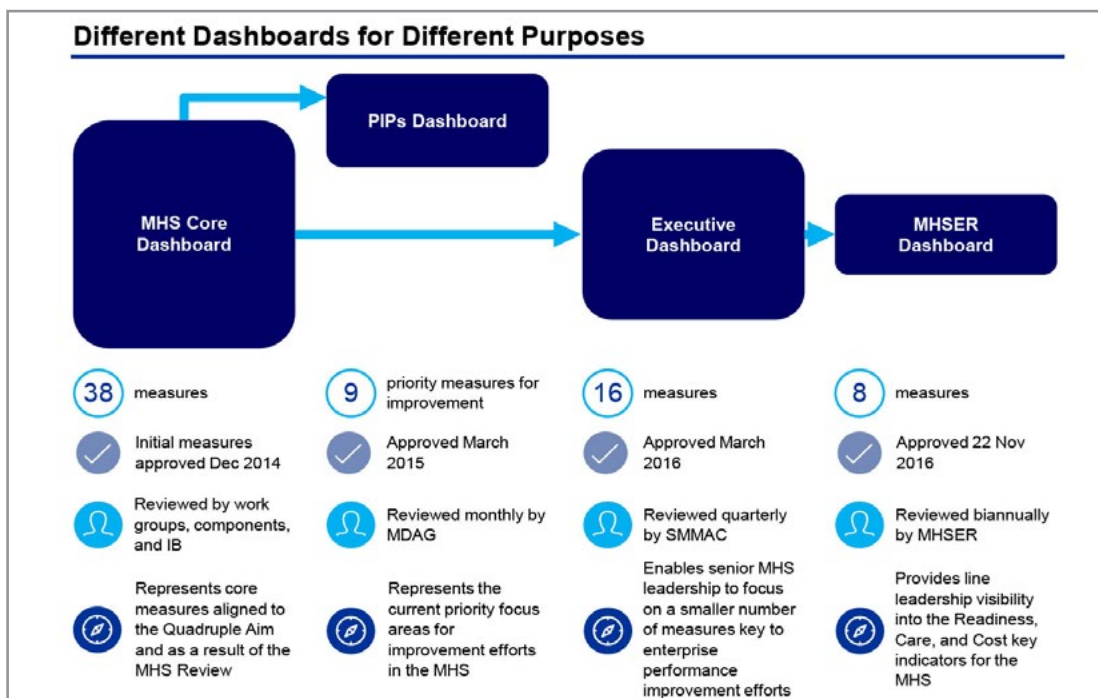 Different Dashboards for Different Purposes
PIPs Dashboard
MHS Core
Dashboard
Executive
Dashboard
MHSER
Dashboard
38 measures
Initial measures
approved Dec 2014
Reviewed by work
groups, components,
and IB
Represents core
measures aligned to
the Quadruple Aim
and as a result of the
MHS Review
9 priority measures for
improvement
Approved March
2015
Reviewed monthly by
MDAG
Represents the
current priority focus
areas for
improvement efforts
in the MHS
16 measures
Approved March
2016
Reviewed quarterly
by SMMAC
Enables senior MHS
leadership to focus
on a smaller number
of measures key to
enterprise
performance
improvement efforts
8 measures
Approved 22 Nov
2016
Reviewed biannually
by MHSER
Provides line
leadership visibility
into the Readiness,
Care, and Cost key
indicators for the
MHS